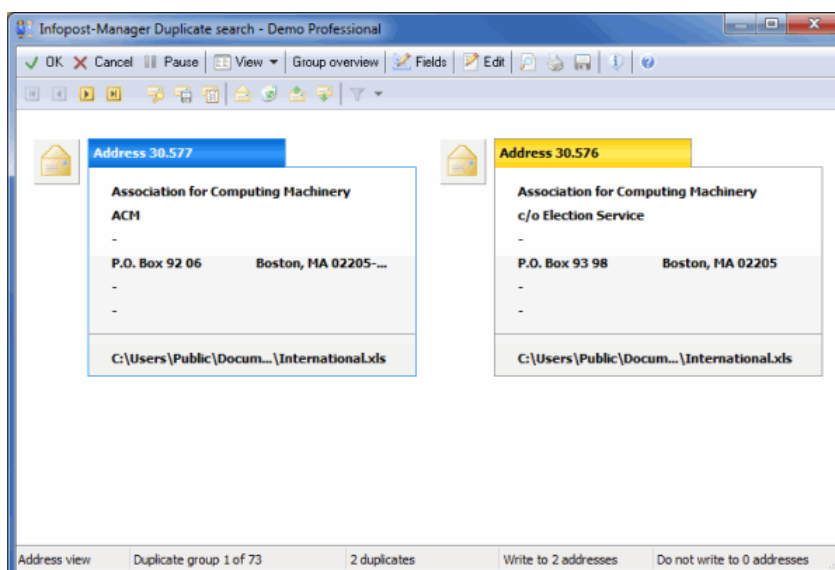 Infopost-Manager Duplicate search - Demo Professional
OK Cancel Pause View Group overview Fields Edit
Address 30.577
Association for Computing Machinery
ACM
-
P.O. Box 92 06 Boston, MA 02205-...
-
-
C:\Users\Public\Docum...\International.xls
Address 30.576
Association for Computing Machinery
c/o Election Service
-
P.O. Box 93 98 Boston, MA 02205
-
-
C:\Users\Public\Docum...\International.xls
Address view Duplicate group 1 of 73 2 duplicates Write to 2 addresses Do not write to 0 addresses